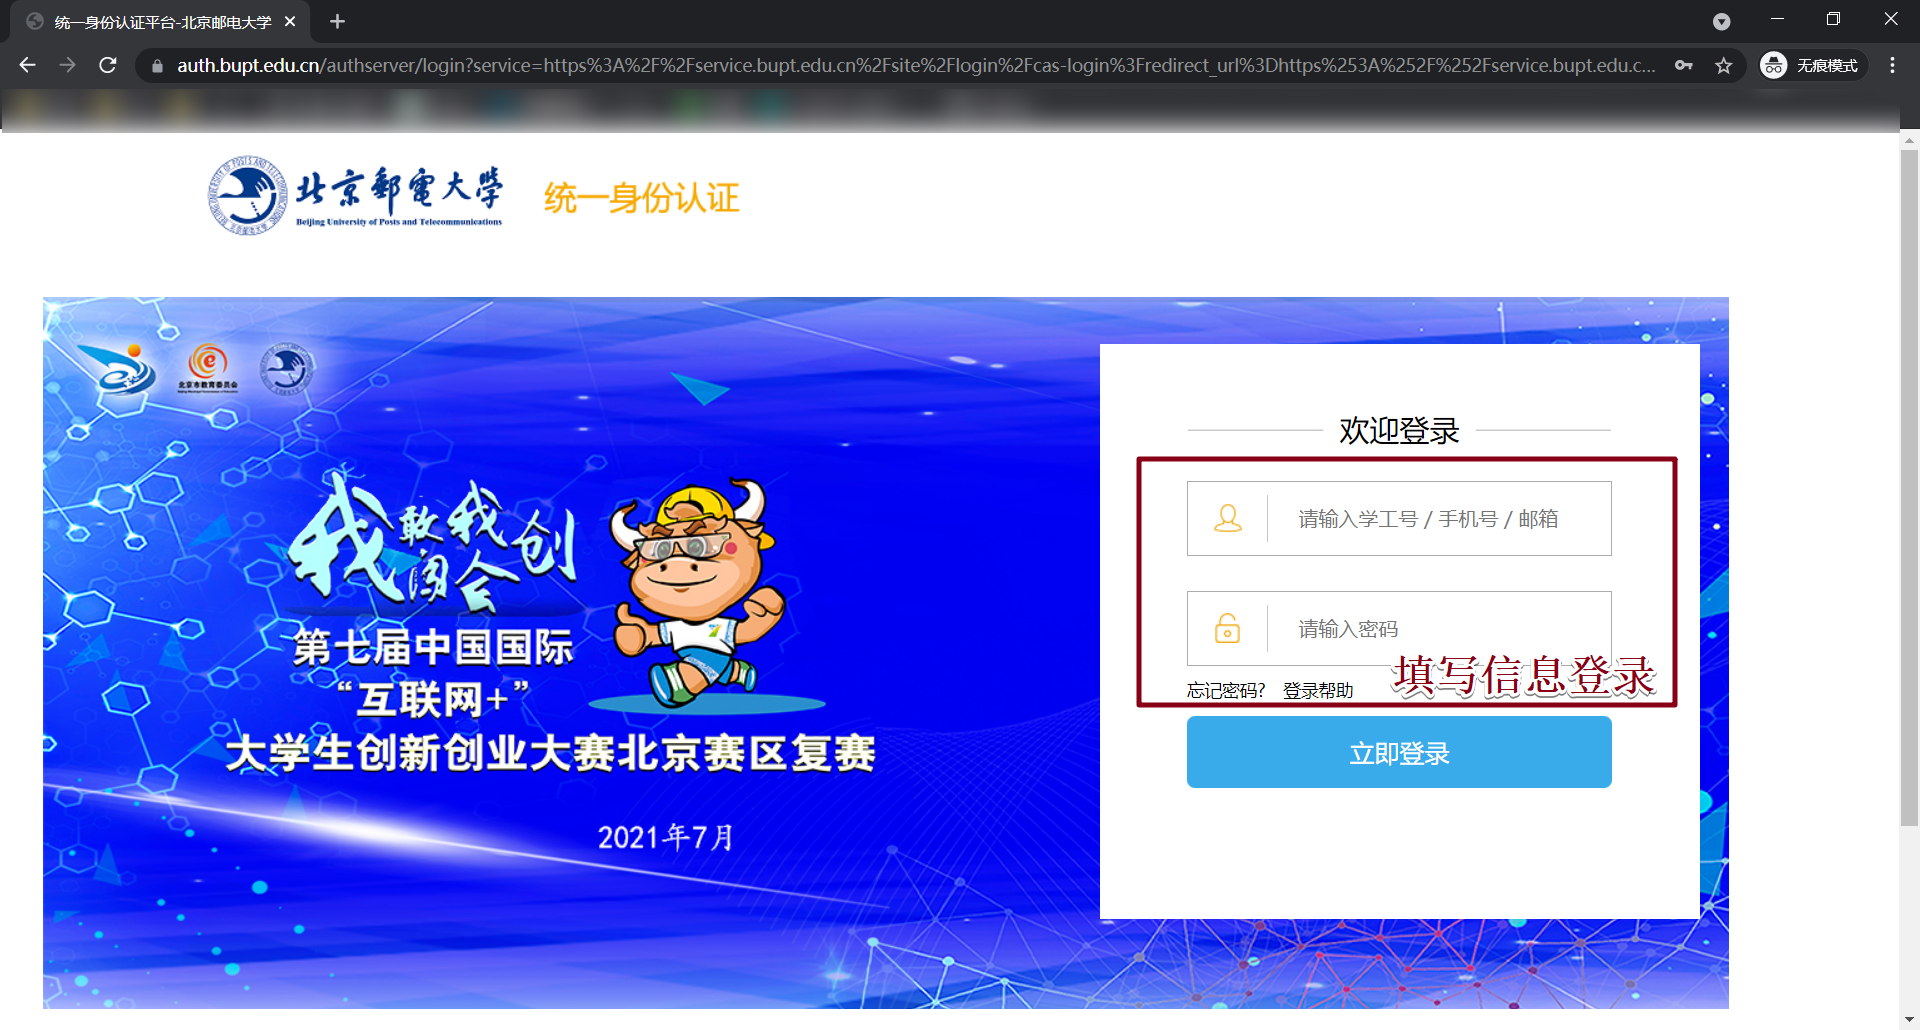 统一身份认证平台-北京邮电大学
auth.bupt.edu.cn/authserver/login?service=https%3A%2F%2Fservice.bupt.edu.cn%2Fsite%2Flogin%2Fcas-login%3Fredirect_url%3Dhttps%253A%252F%252Fservice.bupt.edu.c...
无痕模式
北京郵電大學
Beijing University of Posts and Telecommunications
统一身份认证
北京市教育委员会
欢迎登录
请输入学工号 / 手机号 / 邮箱
请输入密码
填写信息登录
忘记密码? 登录帮助
立即登录
我敢闯
我会创
第七届中国国际
“互联网+”
大学生创新创业大赛北京赛区复赛
2021年7月